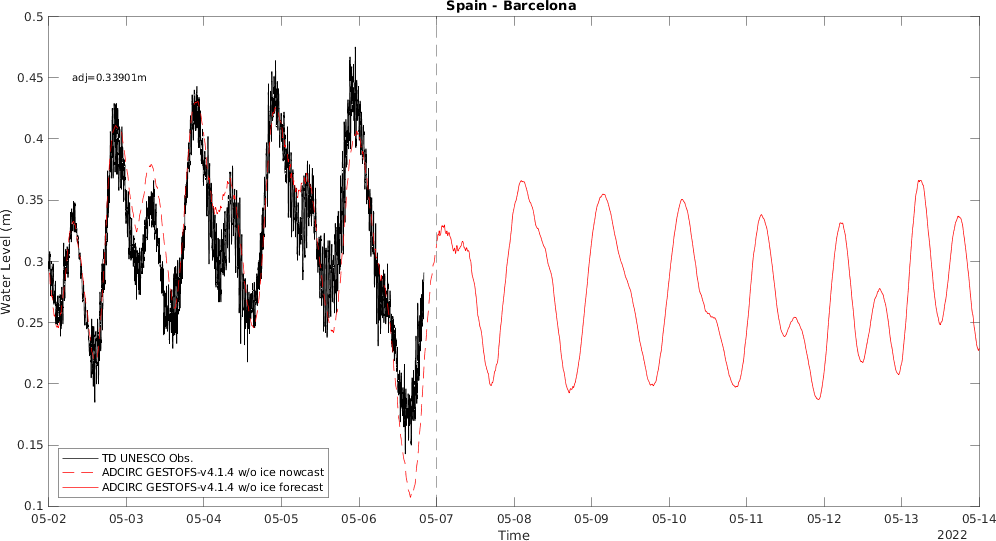 Spain - Barcelona
0.5
0.45
0.4
0.35
0.3
0.25
0.2
0.15
0.1
Water Level (m)
adj=0.33901m
TD UNESCO Obs.
ADCIRC GESTOFS-v4.1.4 w/o ice nowcast
ADCIRC GESTOFS-v4.1.4 w/o ice forecast
05-02 05-03 05-04 05-05 05-06 05-07 05-08 05-09 05-10 05-11 05-12 05-13 05-14
Time
2022